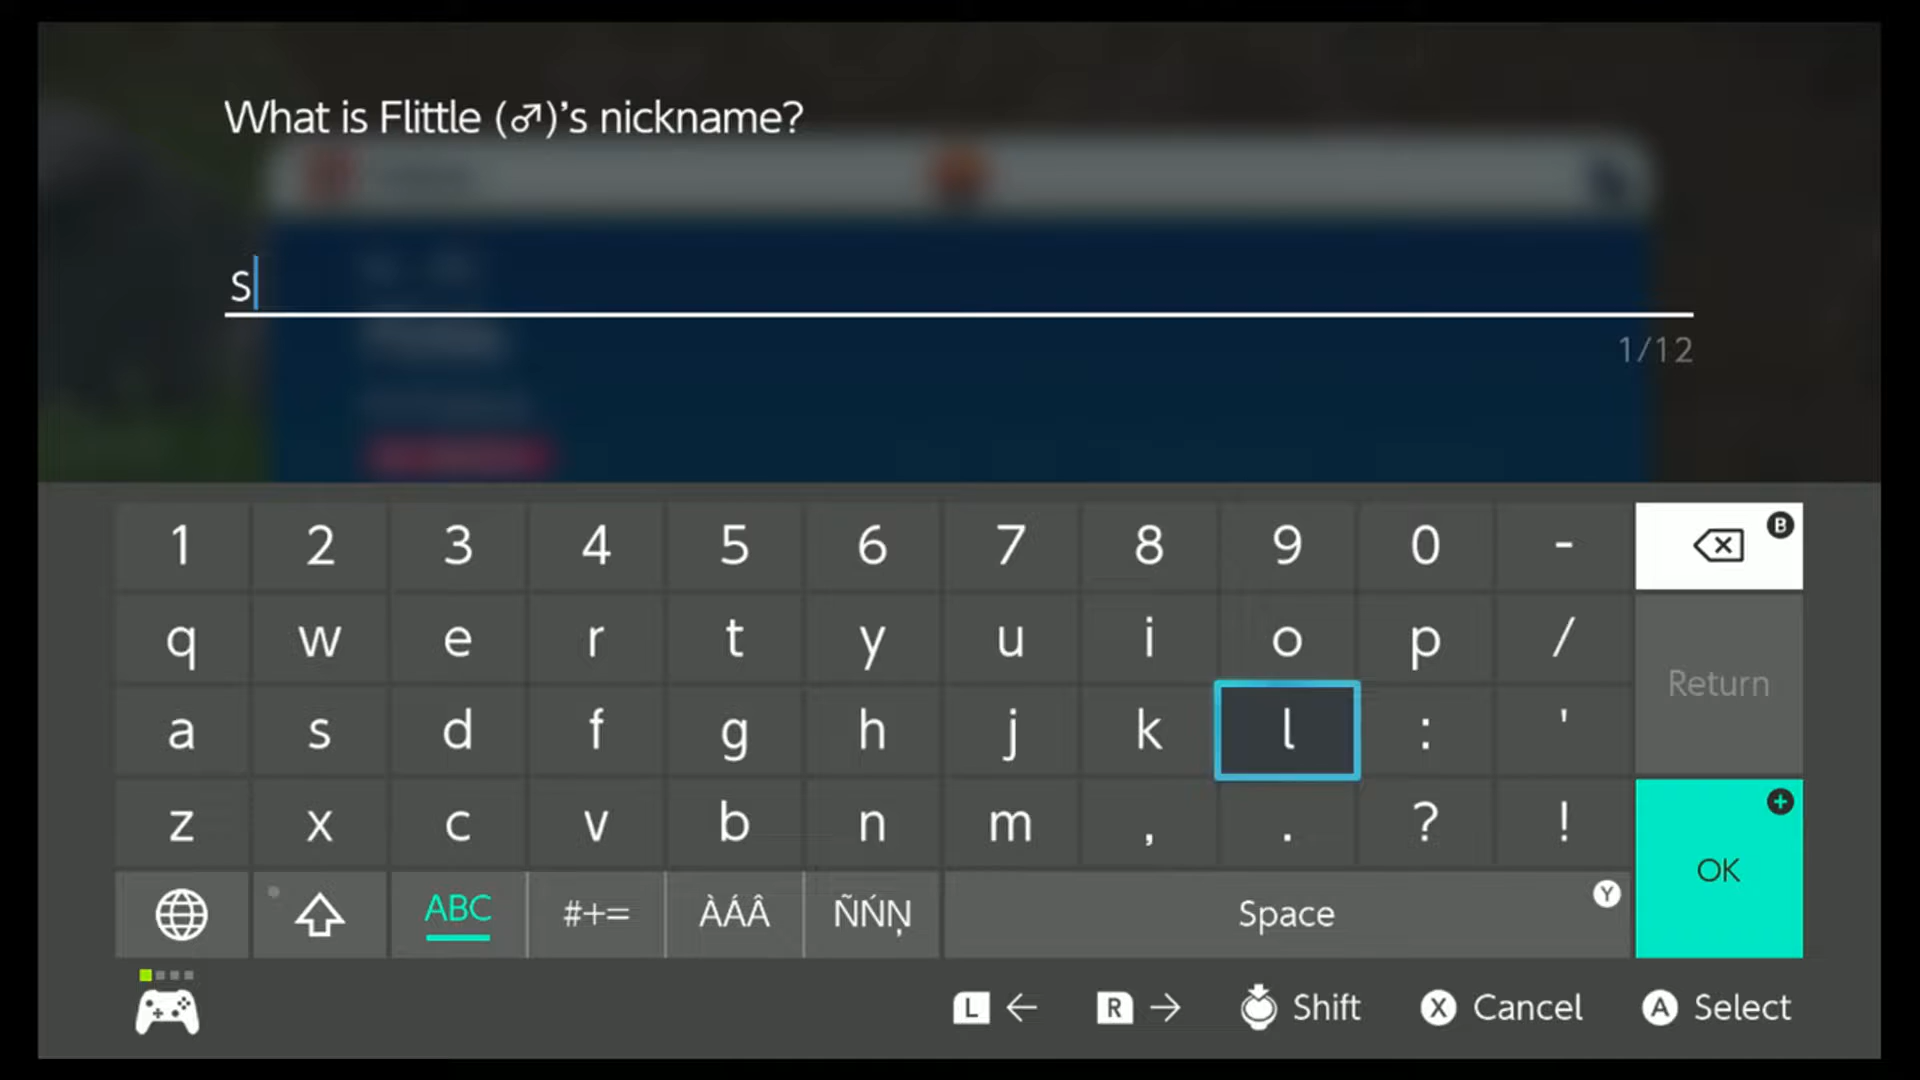 What is Flittle (♂)'s nickname?
S
1/12
1 2 3 4 5 6 7 8 9 0 - B
q w e r t y u i o p /
Return
a s d f g h j k l : '
z x c v b n m , . ? ! +
OK
ABC #+= ÀÁÂ ÑŃŅ Space Y
L ← R → Shift X Cancel A Select